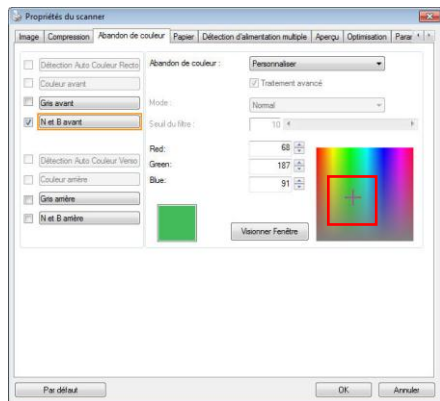 Propriétés du scanner
Image Compression Abandon de couleur Papier Détection d'alimentation multiple Aperçu Optimisation Parar
Détection Auto Couleur Recto
Couleur avant
Gris avant
N et B avant
Détection Auto Couleur Verso
Couleur arrière
Gris arrière
N et B arrière
Abandon de couleur : Personnaliser
Traitement avancé
Mode : Normal
Seuil du filtre : 10
Red: 68
Green: 187
Blue: 91
Visionner Fenêtre
Par défaut OK Annuler